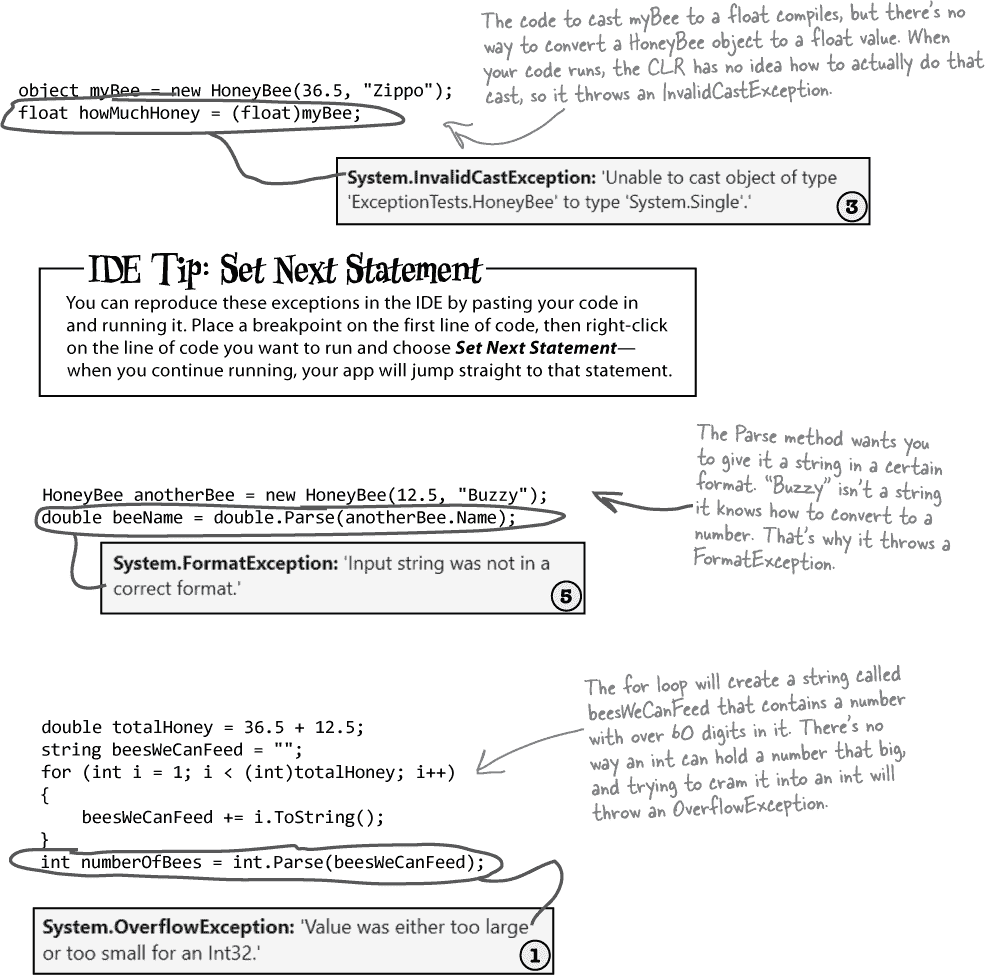 The code to cast myBee to a float compiles, but there's no
way to convert a HoneyBee object to a float value. When
your code runs, the CLR has no idea how to actually do that
cast, so it throws an InvalidCastException.
object myBee = new HoneyBee(36.5, "Zippo");
float howMuchHoney = (float)myBee;
System.InvalidCastException: 'Unable to cast object of type
'ExceptionTests.HoneyBee' to type 'System.Single'.'
3
IDE Tip: Set Next Statement
You can reproduce these exceptions in the IDE by pasting your code in
and running it. Place a breakpoint on the first line of code, then right-click
on the line of code you want to run and choose Set Next Statement—
when you continue running, your app will jump straight to that statement.
The Parse method wants you
to give it a string in a certain
format. “Buzzy” isn't a string
it knows how to convert to a
number. That's why it throws a
FormatException.
HoneyBee anotherBee = new HoneyBee(12.5, "Buzzy");
double beeName = double.Parse(anotherBee.Name);
System.FormatException: 'Input string was not in a
correct format.'
5
The for loop will create a string called
beesWeCanFeed that contains a number
with over 60 digits in it. There's no
way an int can hold a number that big,
and trying to cram it into an int will
throw an OverflowException.
double totalHoney = 36.5 + 12.5;
string beesWeCanFeed = "";
for (int i = 1; i < (int)totalHoney; i++)
{
beesWeCanFeed += i.ToString();
}
int numberOfBees = int.Parse(beesWeCanFeed);
System.OverflowException: 'Value was either too large
or too small for an Int32.'
1